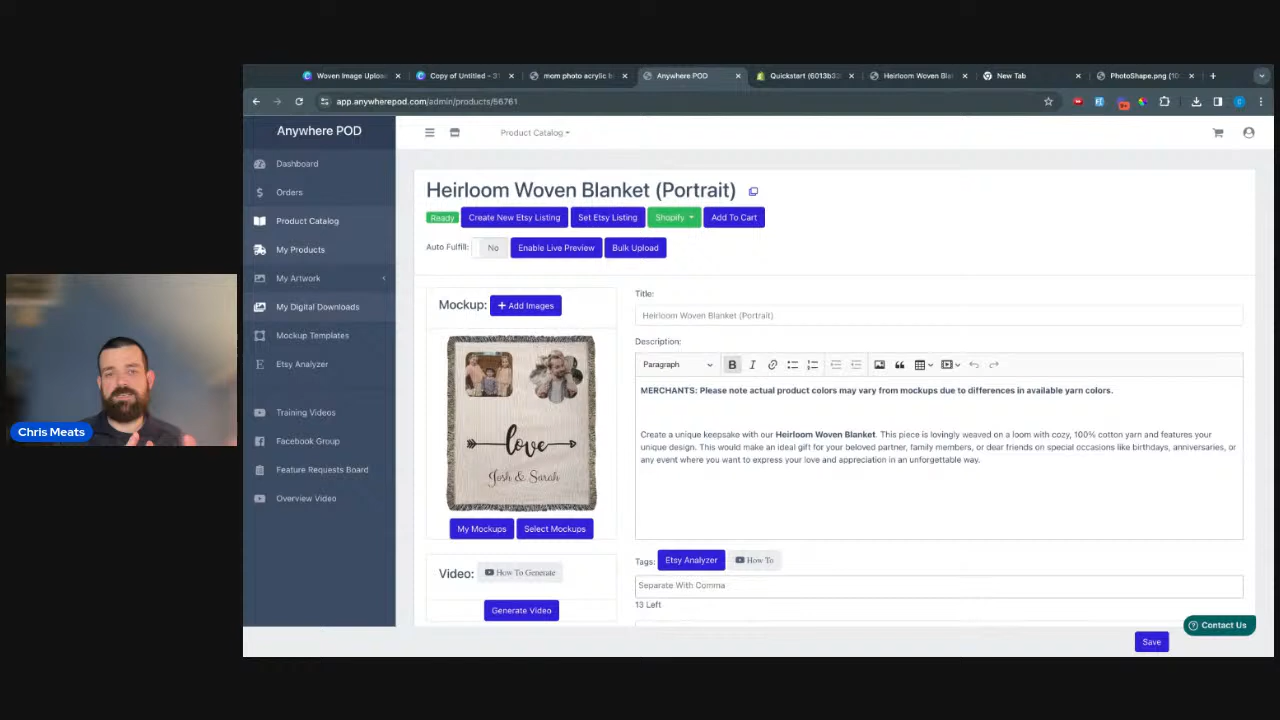 Woven Image Uploa
Copy of Untitled - 31
mom photo acrylic b
Anywhere POD
Quickstart (6013b33
Heirloom Woven Bla
New Tab
PhotoShape.png (10
app.anywherepod.com/admin/products/56761
Anywhere POD
Product Catalog
Dashboard
Orders
Product Catalog
My Products
My Artwork
My Digital Downloads
Mockup Templates
Etsy Analyzer
Training Videos
Facebook Group
Feature Requests Board
Overview Video
Heirloom Woven Blanket (Portrait)
Ready
Create New Etsy Listing
Set Etsy Listing
Shopify
Add To Cart
Auto Fulfill:
No
Enable Live Preview
Bulk Upload
Mockup:
+ Add Images
love
Josh & Sarah
My Mockups
Select Mockups
Video:
How To Generate
Generate Video
Title:
Heirloom Woven Blanket (Portrait)
Description:
Paragraph
B
I
MERCHANTS: Please note actual product colors may vary from mockups due to differences in available yarn colors.
Create a unique keepsake with our Heirloom Woven Blanket. This piece is lovingly weaved on a loom with cozy, 100% cotton yarn and features your
unique design. This would make an ideal gift for your beloved partner, family members, or dear friends on special occasions like birthdays, anniversaries, or
any event where you want to express your love and appreciation in an unforgettable way.
Tags:
Etsy Analyzer
How To
Separate With Comma
13 Left
Contact Us
Save
Chris Meats